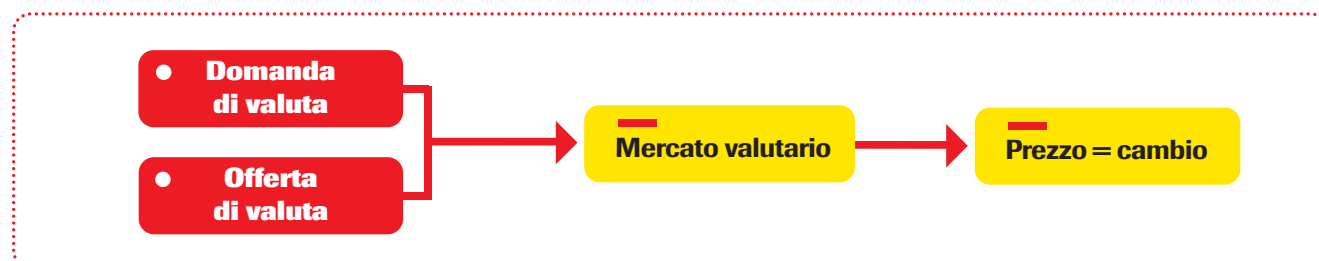 Domanda
di valuta
Offerta
di valuta
Mercato valutario
Prezzo = cambio